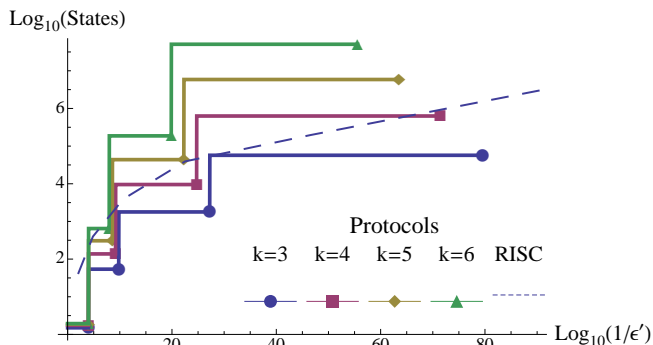 Log₁₀(States)
6
4
2
Protocols
k=3 k=4 k=5 k=6 RISC
20 40 60 80 Log₁₀(1/ϵ′)